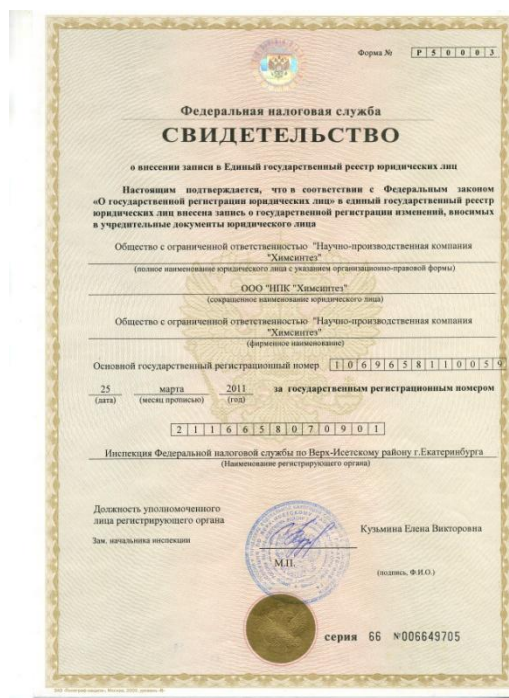 Форма № Р 5 0 0 0 3
Федеральная налоговая служба
СВИДЕТЕЛЬСТВО
о внесении записи в Единый государственный реестр юридических лиц
Настоящим подтверждается, что в соответствии с Федеральным законом
«О государственной регистрации юридических лиц» в единый государственный реестр
юридических лиц внесена запись о государственной регистрации изменений, вносимых
в учредительные документы юридического лица
Общество с ограниченной ответственностью "Научно-производственная компания
"Химсинтез"
(полное наименование юридического лица с указанием организационно-правовой формы)
ООО "НПК "Химсинтез"
(сокращенное наименование юридического лица)
Общество с ограниченной ответственностью "Научно-производственная компания
"Химсинтез"
(фирменное наименование)
Основной государственный регистрационный номер 1 0 6 9 6 5 8 1 1 0 0 5 9
25 марта 2011 за государственным регистрационным номером
(дата) (месяц прописью) (год)
2 1 1 6 6 5 8 0 7 0 9 0 1
Инспекция Федеральной налоговой службы по Верх-Исетскому району г.Екатеринбурга
(Наименование регистрирующего органа)
Должность уполномоченного
лица регистрирующего органа
Кузьмина Елена Викторовна
Зам. начальника инспекции
М.П.
(подпись, Ф.И.О.)
серия 66 №006649705